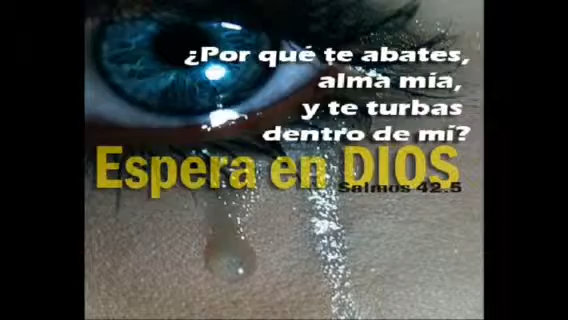 ¿Por qué te abates,
alma mía,
y te turbas
dentro de mí?
Espera en DIOS
Salmos 42.5